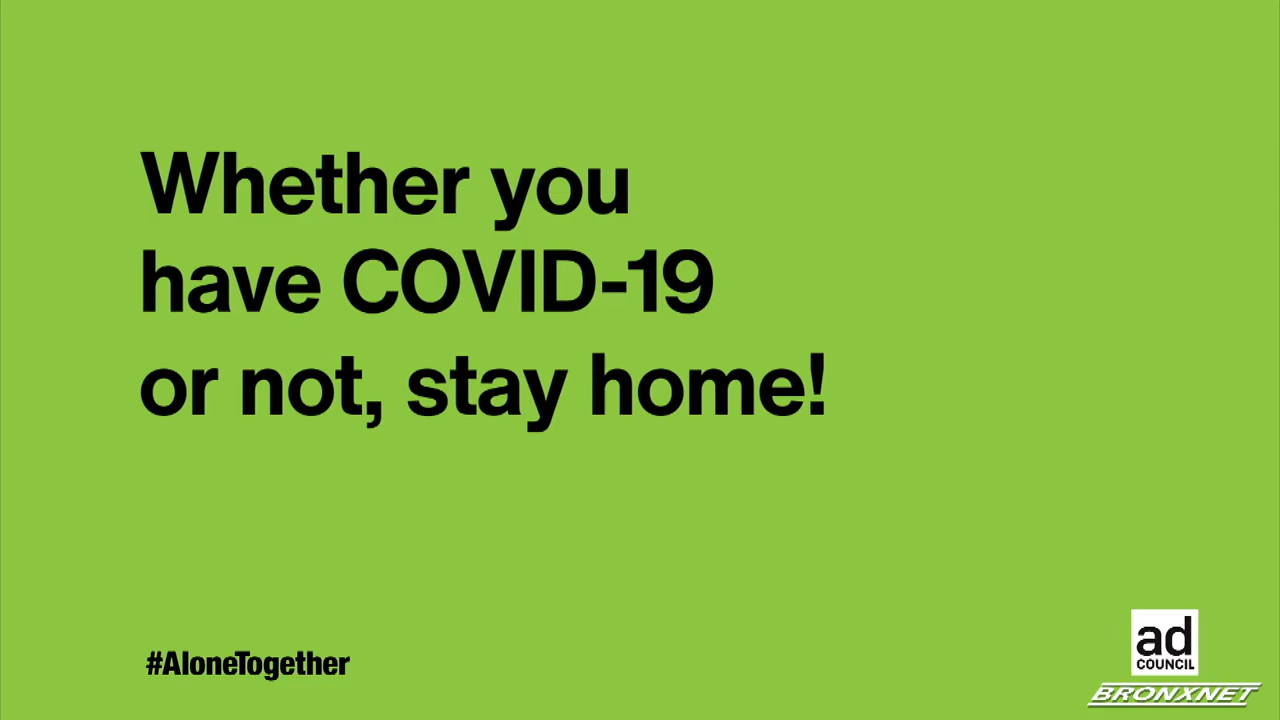 Whether you
have COVID-19
or not, stay home!
#AloneTogether
ad
COUNCIL
BRONXNET